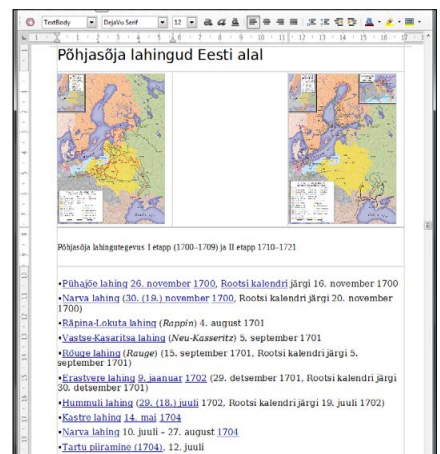 TextBody DejaVu Serif 12
Põhjasõja lahingud Eesti alal
Põhjasõja lahingutegevus I etapp (1700–1709) ja II etapp 1710–1721
•Pühajõe lahing 26. november 1700, Rootsi kalendri järgi 16. november 1700
•Narva lahing (30. (19.) november 1700, Rootsi kalendri järgi 20. november
1700)
•Räpina-Lokuta lahing (Rappin) 4. august 1701
•Vastse-Kasaritsa lahing (Neu-Kasseritz) 5. september 1701
•Rõuge lahing (Rauge) (15. september 1701, Rootsi kalendri järgi 5.
september 1701)
•Erastvere lahing 9. jaanuar 1702 (29. detsember 1701, Rootsi kalendri järgi
30. detsember 1701)
•Hummuli lahing (29. (18.) juuli 1702, Rootsi kalendri järgi 19. juuli 1702)
•Kastre lahing 14. mai 1704
•Narva lahing 10. juuli – 27. august 1704
•Tartu piiramine (1704), 12. juuli